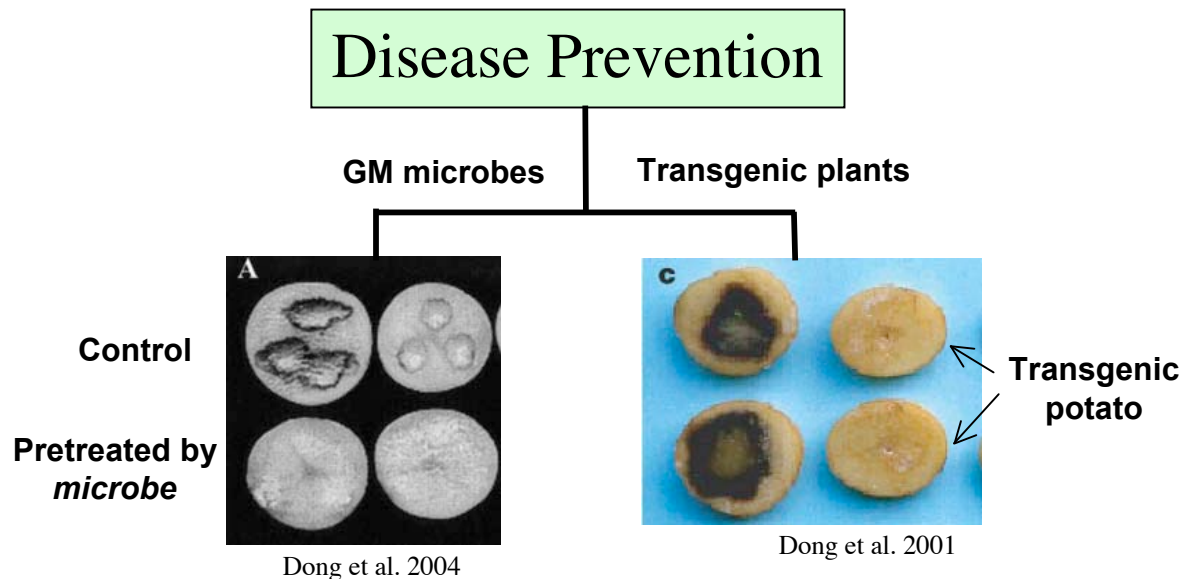 Disease Prevention
GM microbes
Transgenic plants
A
c
Control
Pretreated by
microbe
Transgenic
potato
Dong et al. 2004
Dong et al. 2001